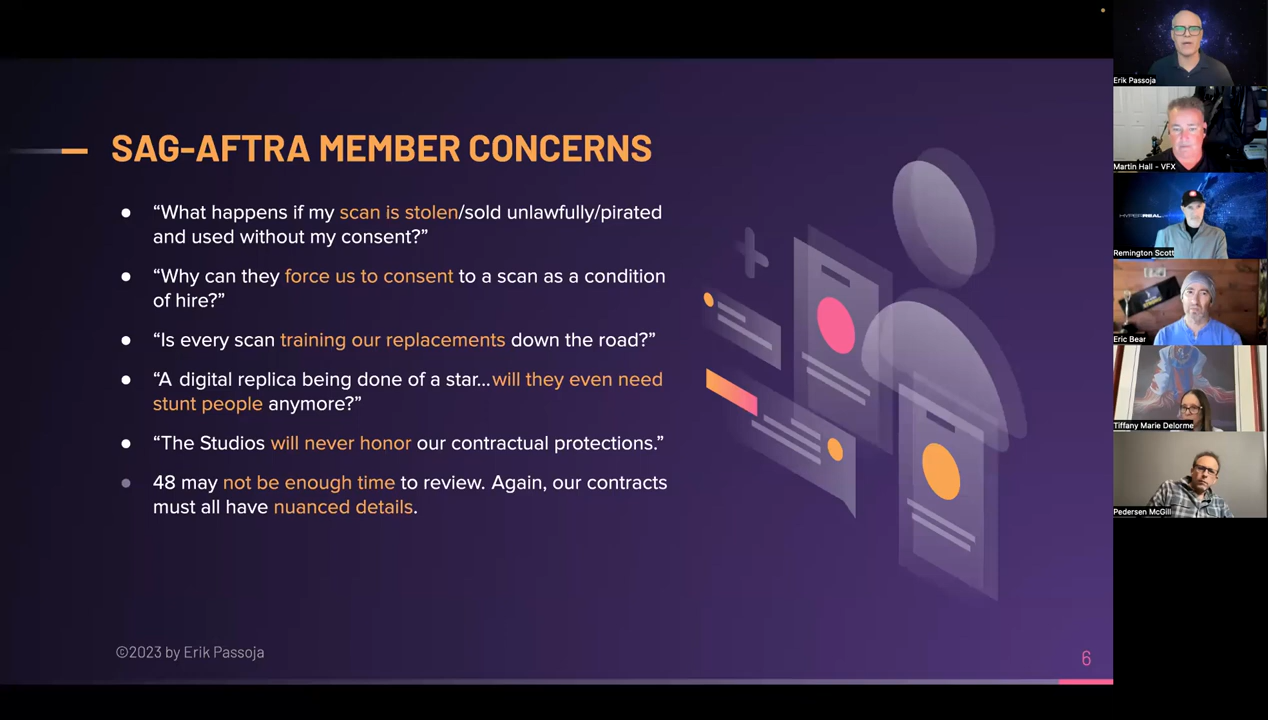 SAG-AFTRA MEMBER CONCERNS
● “What happens if my scan is stolen/sold unlawfully/pirated
and used without my consent?”
● “Why can they force us to consent to a scan as a condition
of hire?”
● “Is every scan training our replacements down the road?”
● “A digital replica being done of a star...will they even need
stunt people anymore?”
● “The Studios will never honor our contractual protections.”
● 48 may not be enough time to review. Again, our contracts
must all have nuanced details.
©2023 by Erik Passoja
6
Erik Passoja
Martin Hall - VFX
HYPERREAL
Remington Scott
Eric Bear
Tiffany Marie Delorme
Pedersen McGill